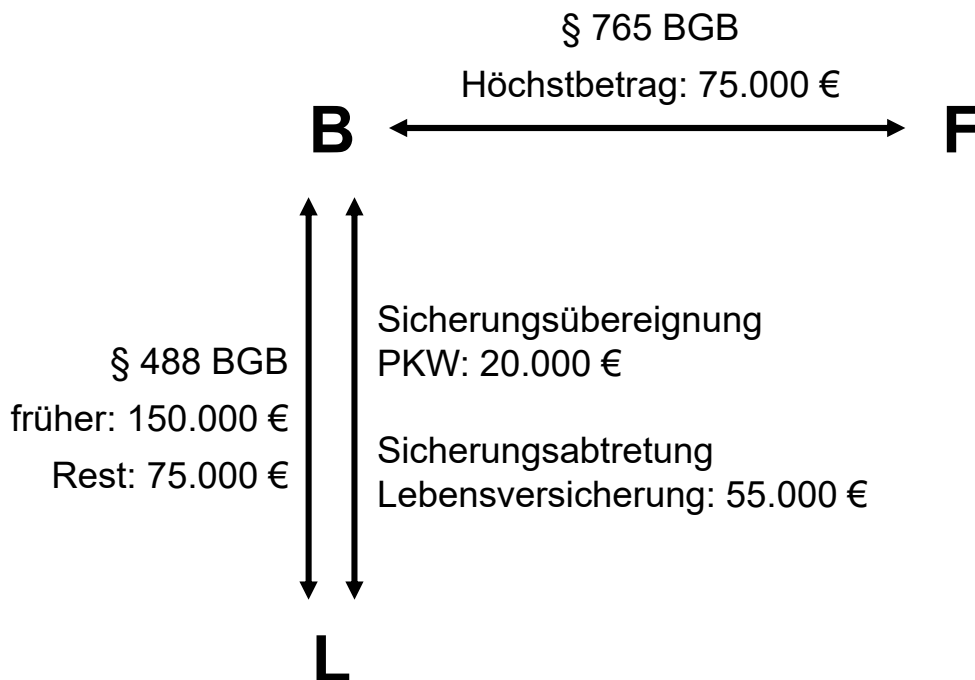 § 765 BGB
Höchstbetrag: 75.000 €
B
F
Sicherungsübereignung
PKW: 20.000 €
§ 488 BGB
früher: 150.000 €
Rest: 75.000 €
Sicherungsabtretung
Lebensversicherung: 55.000 €
L